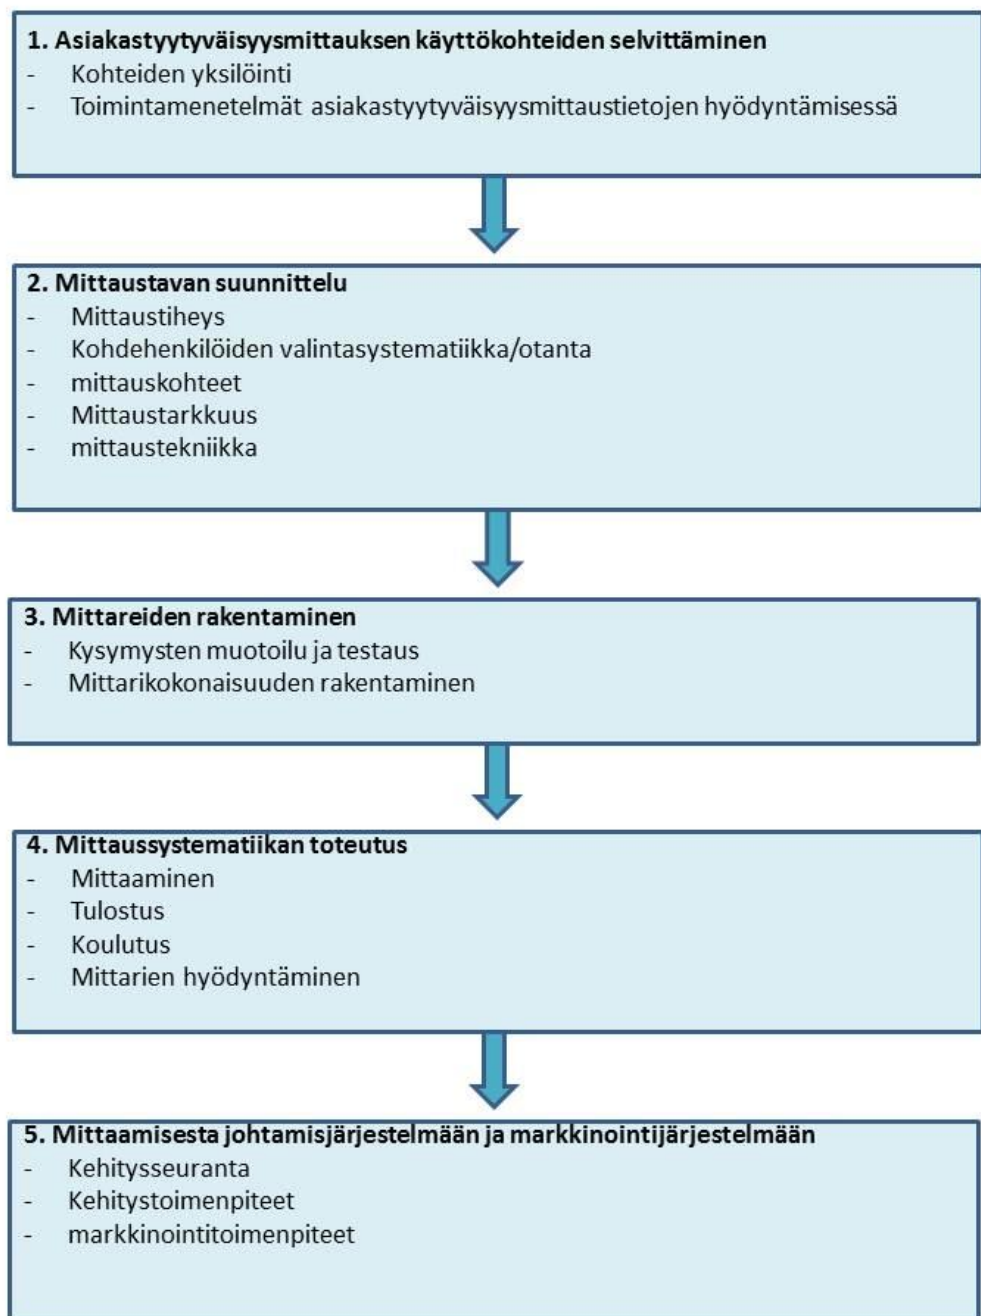 1. Asiakastyytyväisyysmittauksen käyttökohteiden selvittäminen
- Kohteiden yksilöinti
- Toimintamenetelmät asiakastyytyväisyysmittaustietojen hyödyntämisessä
2. Mittaustavan suunnittelu
- Mittaustiheys
- Kohdehenkilöiden valintasystematiikka/otanta
- mittauskohteet
- Mittaustarkkuus
- mittaustekniikka
3. Mittareiden rakentaminen
- Kysymysten muotoilu ja testaus
- Mittarikokonaisuuden rakentaminen
4. Mittaussystematiikan toteutus
- Mittaaminen
- Tulostus
- Koulutus
- Mittarien hyödyntäminen
5. Mittaamisesta johtamisjärjestelmään ja markkinointijärjestelmään
- Kehitysseuranta
- Kehitystoimenpiteet
- markkinointitoimenpiteet